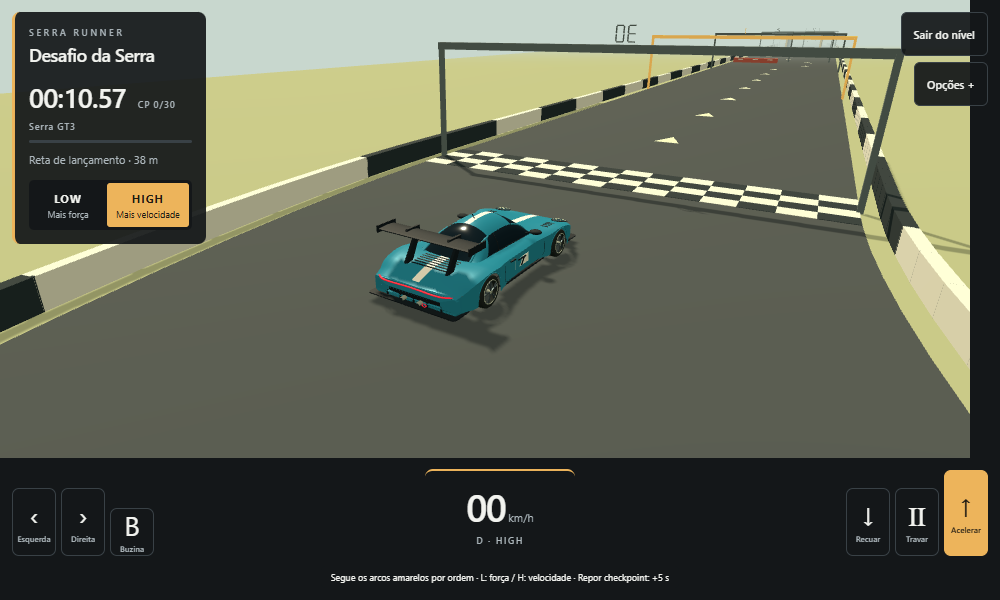 SERRA RUNNER
Desafio da Serra
00:10.57 CP 0/30
Serra GT3
Reta de lançamento · 38 m
LOW
Mais força
HIGH
Mais velocidade
Sair do nível
Opções +
7
‹
Esquerda
›
Direita
B
Buzina
00 km/h
D · HIGH
↓
Recuar
II
Travar
↑
Acelerar
Segue os arcos amarelos por ordem · L: força / H: velocidade · Repor checkpoint: +5 s